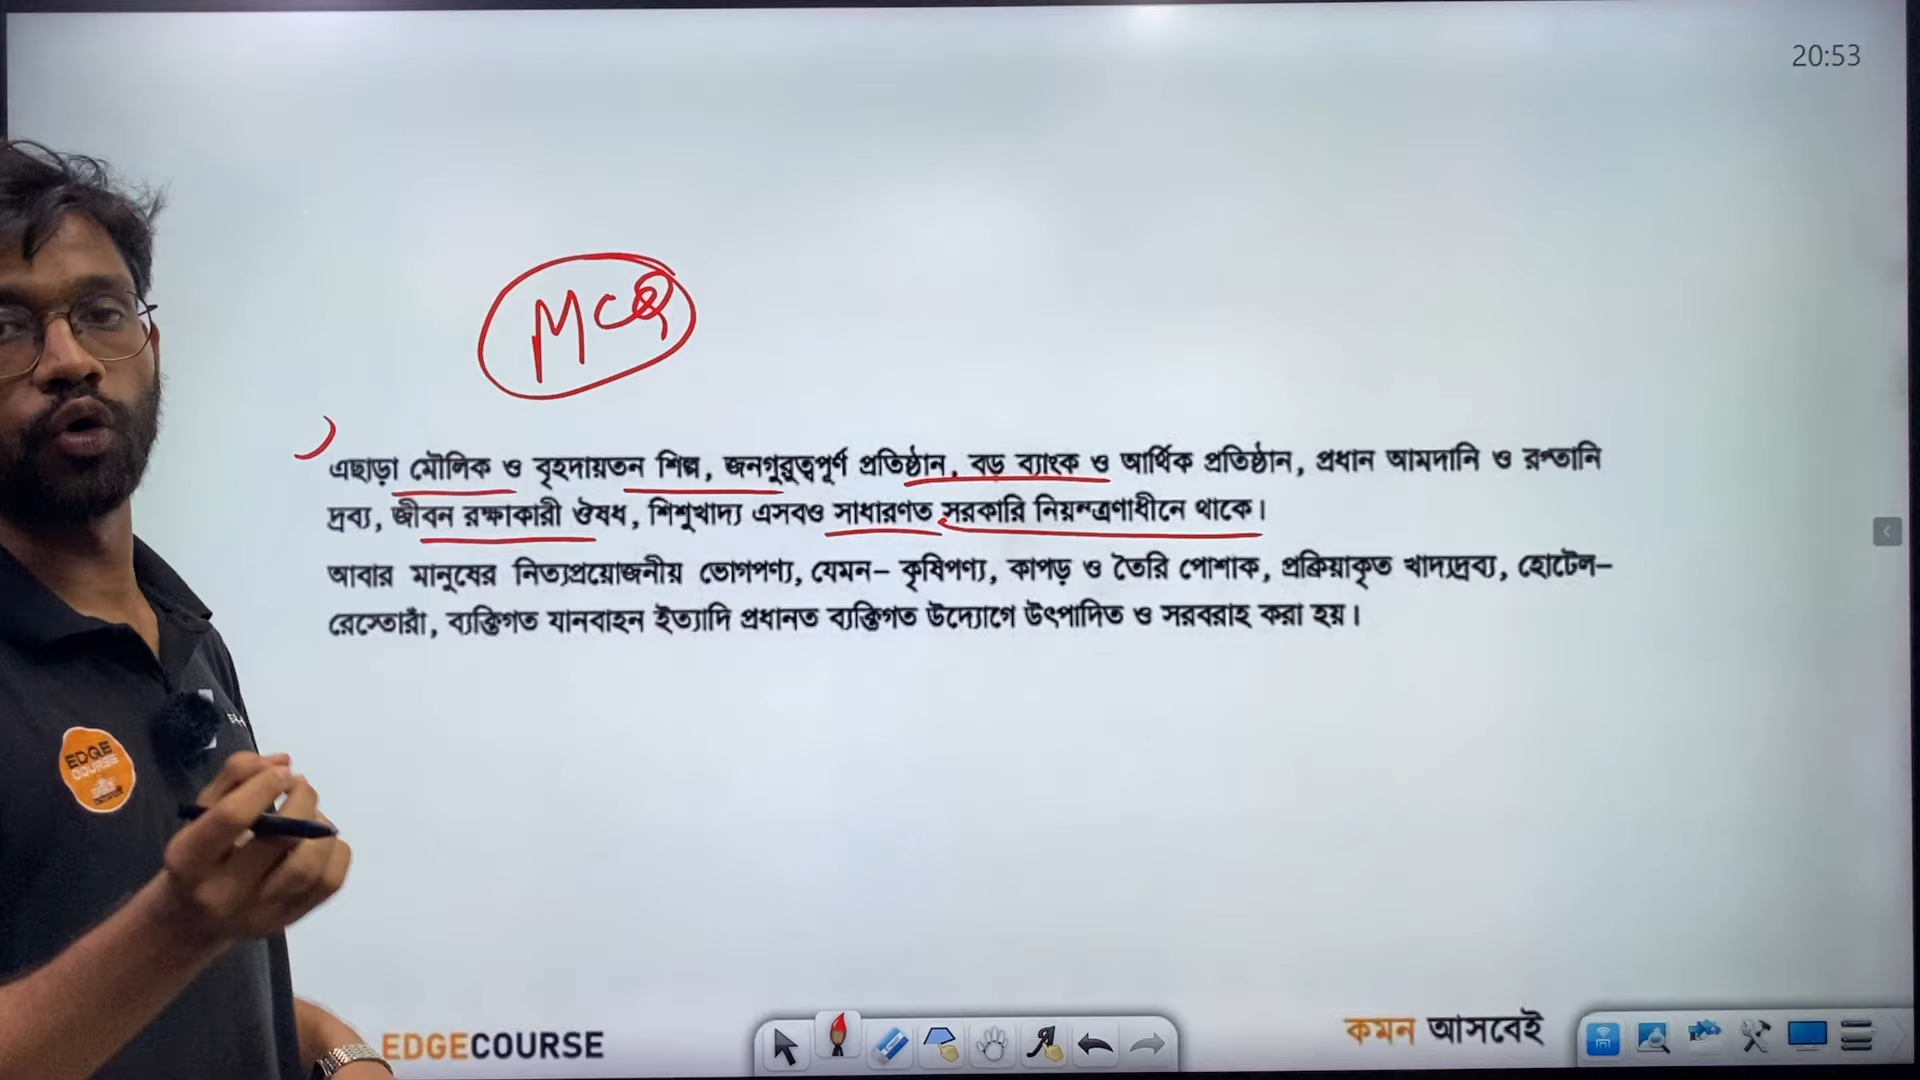 20:53
MCQ
এছাড়া মৌলিক ও বৃহদায়তন শিল্প, জনগুরুত্বপূর্ণ প্রতিষ্ঠান, বড় ব্যাংক ও আর্থিক প্রতিষ্ঠান, প্রধান আমদানি ও রপ্তানি
দ্রব্য, জীবন রক্ষাকারী ঔষধ, শিশুখাদ্য এসবও সাধারণত সরকারি নিয়ন্ত্রণাধীনে থাকে।
আবার মানুষের নিত্যপ্রয়োজনীয় ভোগপণ্য, যেমন- কৃষিপণ্য, কাপড় ও তৈরি পোশাক, প্রক্রিয়াকৃত খাদ্যদ্রব্য, হোটেল-
রেস্তোরাঁ, ব্যক্তিগত যানবাহন ইত্যাদি প্রধানত ব্যক্তিগত উদ্যোগে উৎপাদিত ও সরবরাহ করা হয়।
EDGE
COURSE
EDGECOURSE
কমন আসবেই